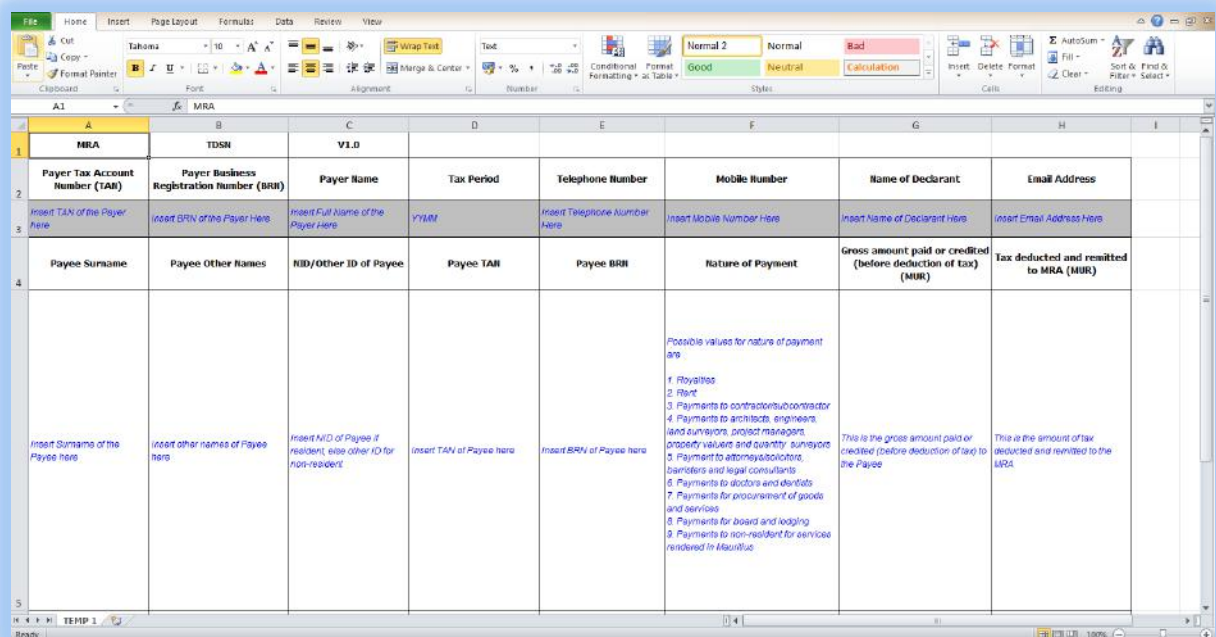 File Home Insert Page Layout Formulas Data Review View
Cut
Copy
Format Painter
Paste
Clipboard
Tahoma 10
Font
Wrap Text
Merge & Center
Alignment
Text
Number
Conditional Formatting
Format as Table
Normal 2 Normal Bad
Good Neutral Calculation
Styles
Insert Delete Format
Cells
Σ AutoSum
Fill
Clear
Sort & Filter
Find & Select
Editing
A1 fx MRA
A B C D E F G H I
1
MRA TDSN V1.0
2
Payer Tax Account
Number (TAN)
Payer Business
Registration Number (BRN)
Payer Name
Tax Period
Telephone Number
Mobile Number
Name of Declarant
Email Address
3
Insert TAN of the Payer
here
Insert BRN of the Payer Here
Insert Full Name of the
Payer Here
YYMM
Insert Telephone Number
Here
Insert Mobile Number Here
Insert Name of Declarant Here
Insert Email Address Here
4
Payee Surname
Payee Other Names
NID/Other ID of Payee
Payee TAN
Payee BRN
Nature of Payment
Gross amount paid or credited
(before deduction of tax)
(MUR)
Tax deducted and remitted
to MRA (MUR)
5
Insert Surname of the
Payee here
Insert other names of Payee
here
Insert NID of Payee if
resident, else other ID for
non-resident
Insert TAN of Payee here
Insert BRN of Payee here
Possible values for nature of payment
are
1. Royalties
2. Rent
3. Payments to contractor/subcontractor
4. Payments to architects, engineers,
land surveyors, project managers,
property valuers and quantity surveyors
5. Payment to attorneys/solicitors,
barristers and legal consultants
6. Payments to doctors and dentists
7. Payments for procurement of goods
and services
8. Payments for board and lodging
9. Payments to non-resident for services
rendered in Mauritius
This is the gross amount paid or
credited (before deduction of tax) to
the Payee
This is the amount of tax
deducted and remitted to the
MRA
TEMP 1
Ready
100%